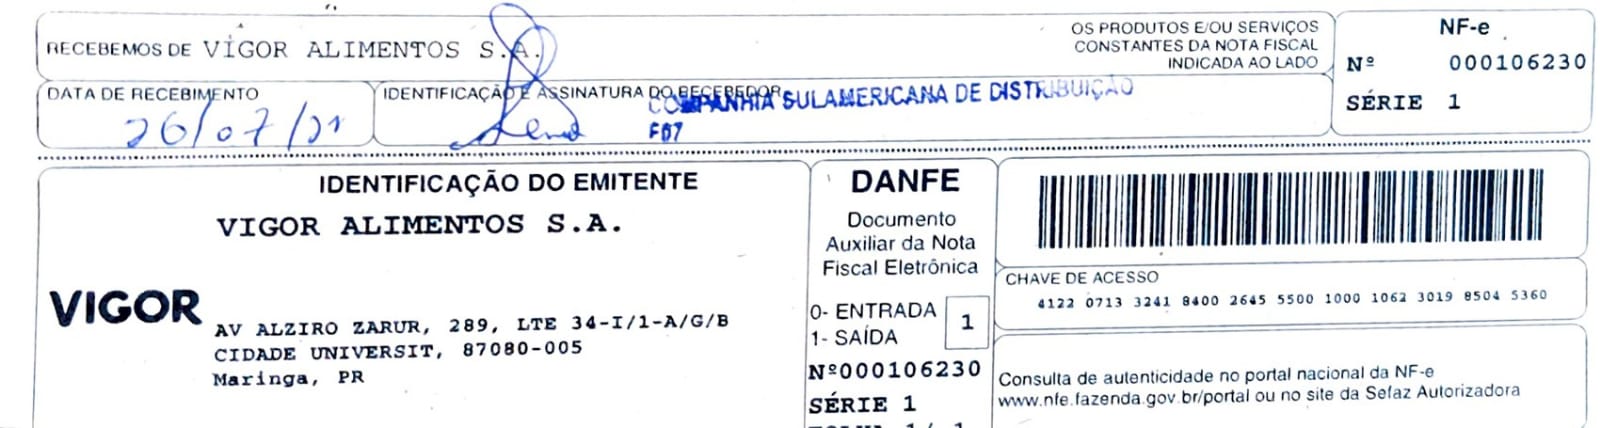 RECEBEMOS DE VIGOR ALIMENTOS S.A.
OS PRODUTOS E/OU SERVIÇOS
CONSTANTES DA NOTA FISCAL
INDICADA AO LADO
NF-e
Nº 000106230
SÉRIE 1
DATA DE RECEBIMENTO
26/07/21
IDENTIFICAÇÃO E ASSINATURA DO RECEBEDOR
COMPANHIA SULAMERICANA DE DISTRIBUIÇÃO
F07
IDENTIFICAÇÃO DO EMITENTE
VIGOR ALIMENTOS S.A.
VIGOR
AV ALZIRO ZARUR, 289, LTE 34-I/1-A/G/B
CIDADE UNIVERSIT, 87080-005
Maringa, PR
DANFE
Documento
Auxiliar da Nota
Fiscal Eletrônica
0- ENTRADA
1- SAÍDA
1
Nº000106230
SÉRIE 1
FOLHA 1/ 1
CHAVE DE ACESSO
4122 0713 3241 8400 2645 5500 1000 1062 3019 8504 5360
Consulta de autenticidade no portal nacional da NF-e
www.nfe.fazenda.gov.br/portal ou no site da Sefaz Autorizadora